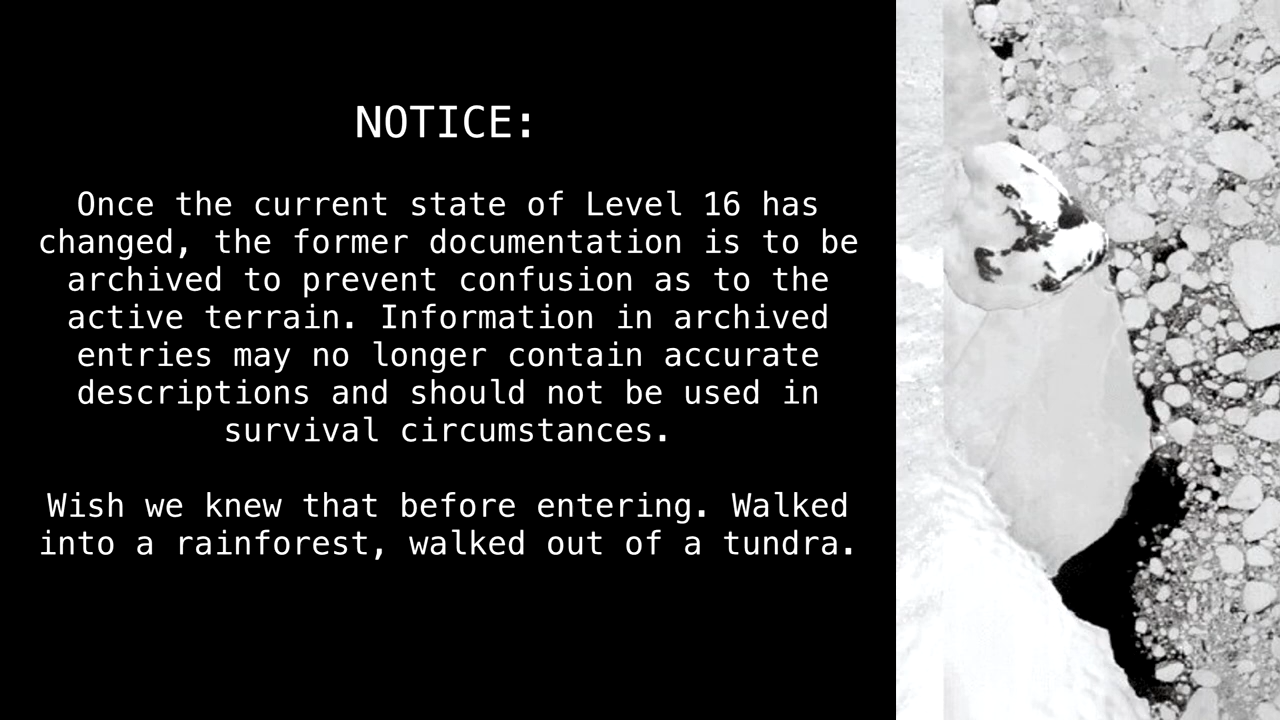 NOTICE:
Once the current state of Level 16 has
changed, the former documentation is to be
archived to prevent confusion as to the
active terrain. Information in archived
entries may no longer contain accurate
descriptions and should not be used in
survival circumstances.
Wish we knew that before entering. Walked
into a rainforest, walked out of a tundra.